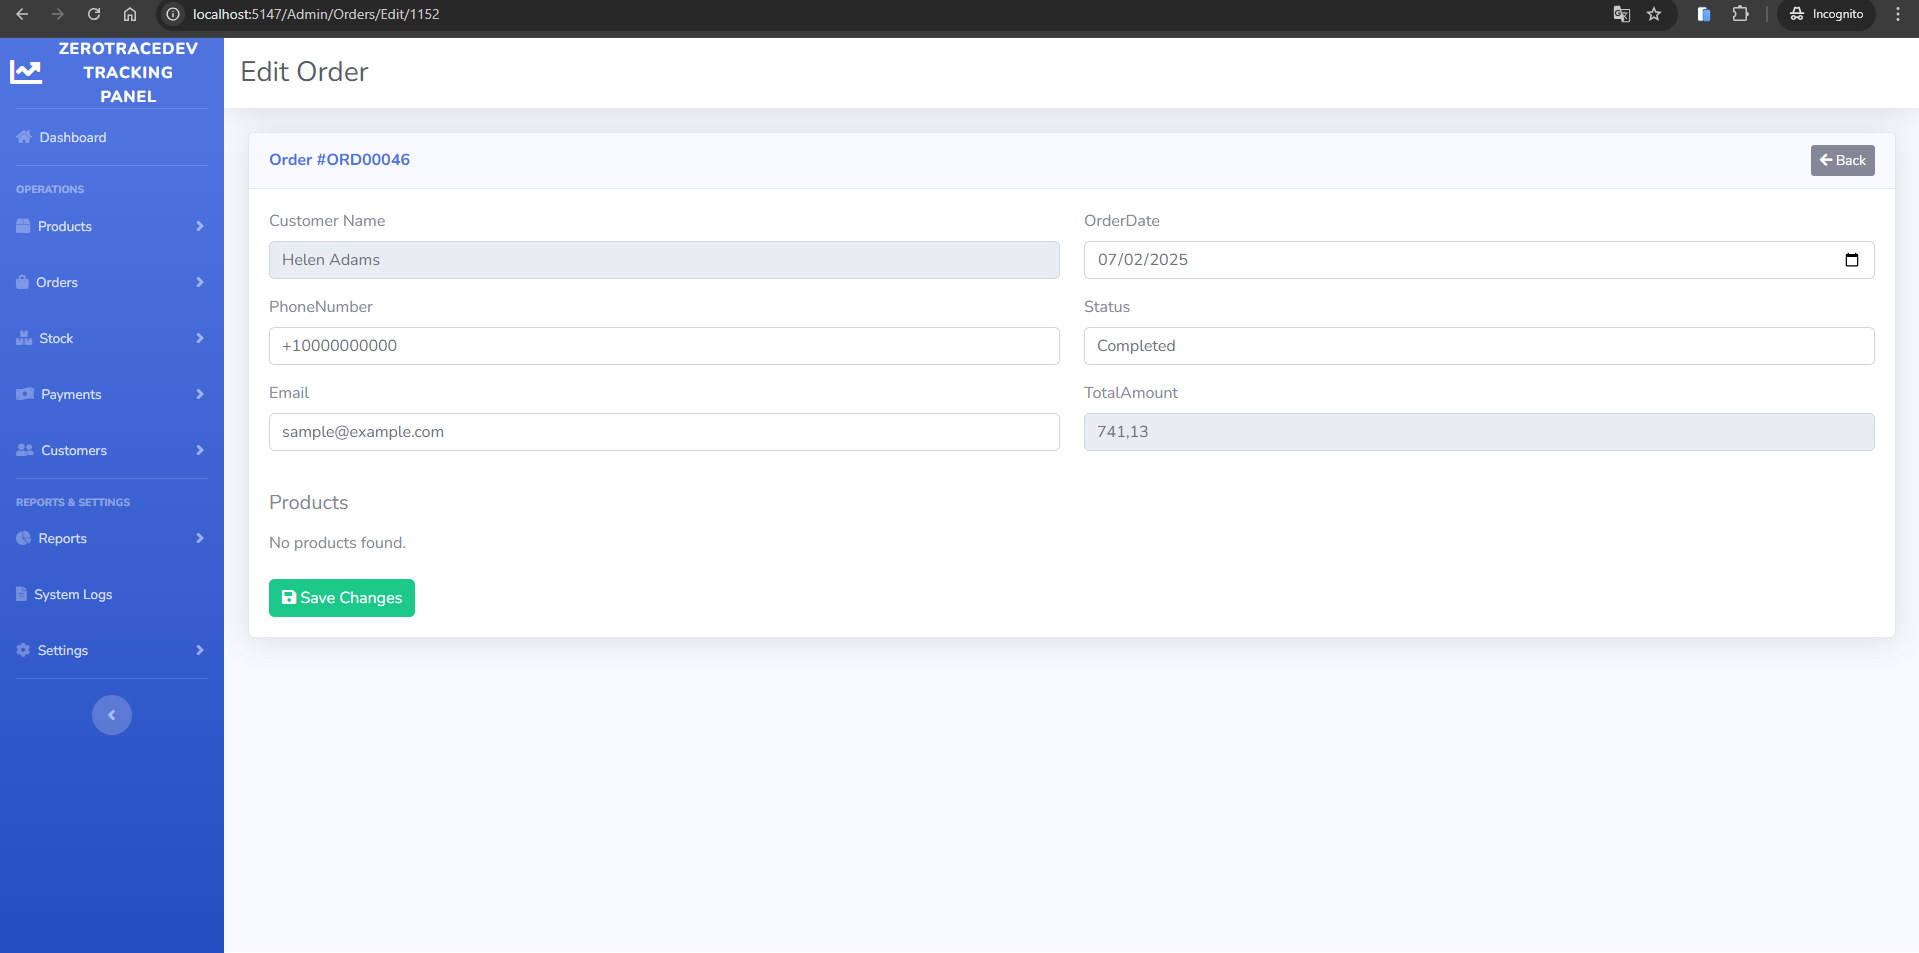 localhost:5147/Admin/Orders/Edit/1152
Incognito
ZEROTRACEDEV
TRACKING
PANEL
Dashboard
OPERATIONS
Products
Orders
Stock
Payments
Customers
REPORTS & SETTINGS
Reports
System Logs
Settings
Edit Order
Order #ORD00046
Back
Customer Name
Helen Adams
OrderDate
07/02/2025
PhoneNumber
+10000000000
Status
Completed
Email
sample@example.com
TotalAmount
741,13
Products
No products found.
Save Changes